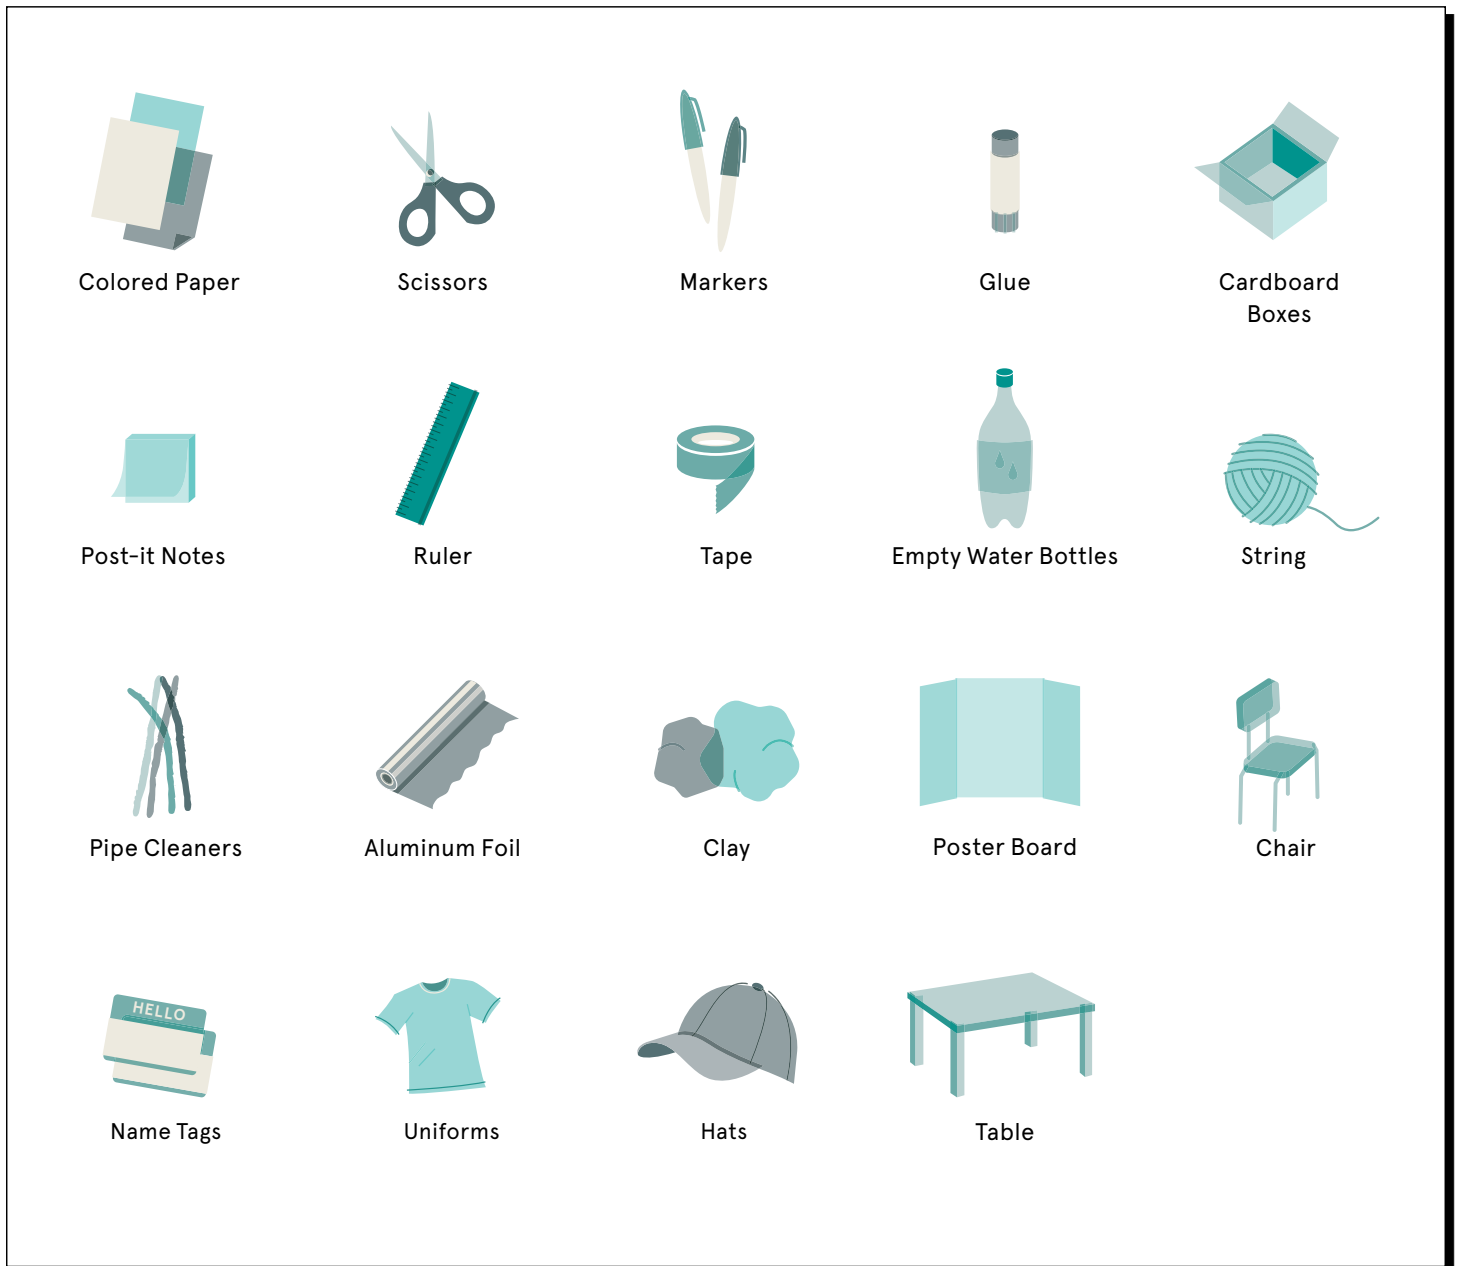 Colored Paper
Scissors
Markers
Glue
Cardboard
Boxes
Post-it Notes
Ruler
Tape
Empty Water Bottles
String
Pipe Cleaners
Aluminum Foil
Clay
Poster Board
Chair
HELLO
Name Tags
Uniforms
Hats
Table